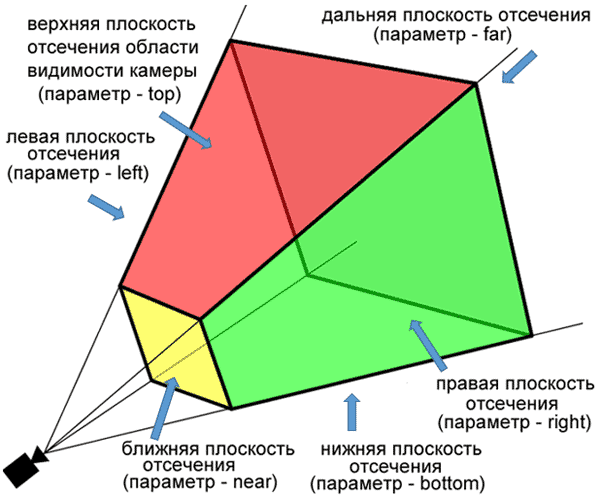 верхняя плоскость
отсечения области
видимости камеры
(параметр - top)
дальняя плоскость отсечения
(параметр - far)
левая плоскость
отсечения
(параметр - left)
правая плоскость
отсечения
(параметр - right)
ближняя плоскость
отсечения
(параметр - near)
нижняя плоскость
отсечения
(параметр - bottom)